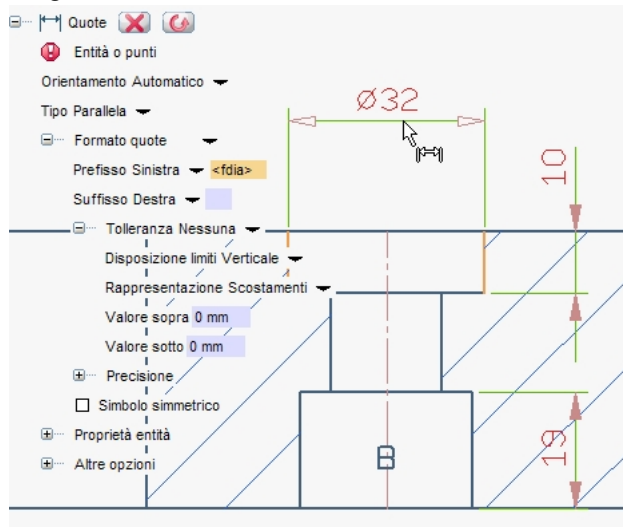 Quote
Entità o punti
Orientamento Automatico
Tipo Parallela
Formato quote
Prefisso Sinistra <fdia>
Suffisso Destra
Tolleranza Nessuna
Disposizione limiti Verticale
Rappresentazione Scostamenti
Valore sopra 0 mm
Valore sotto 0 mm
Precisione
Simbolo simmetrico
Proprietà entità
Altre opzioni
Ø32
10
19
B